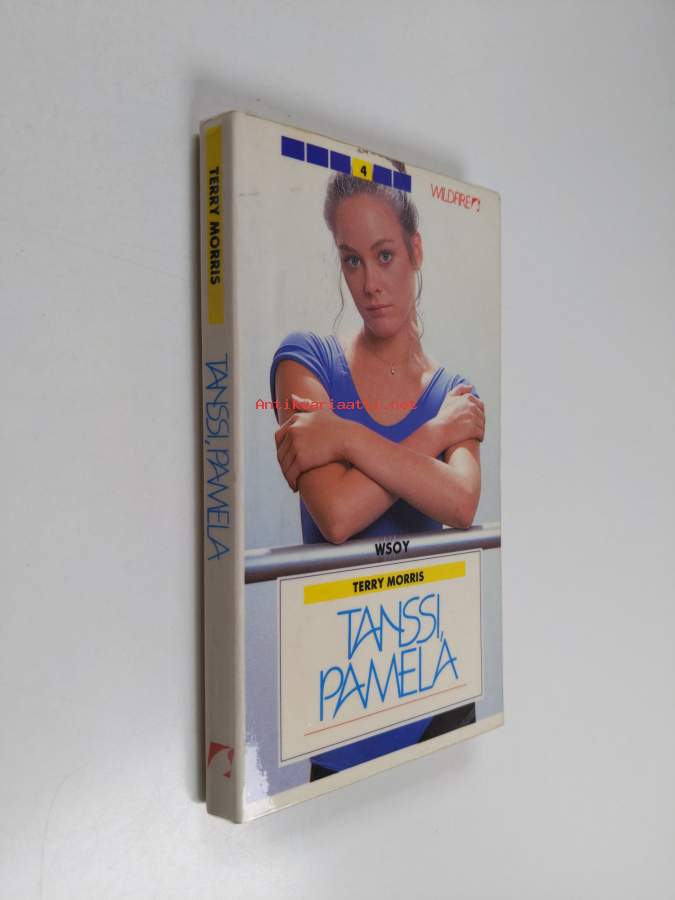 TERRY MORRIS
TANSSI, PAMELA
4
WILDFIRE
Antikvariaatti.net
WSOY
TERRY MORRIS
TANSSI,
PAMELA